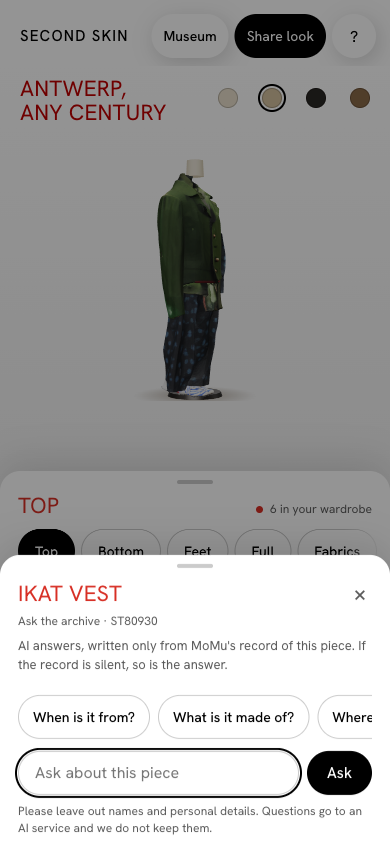 SECOND SKIN
Museum
Share look
?
ANTWERP,
ANY CENTURY
TOP
6 in your wardrobe
Top
Bottom
Feet
Full
Fabrics
IKAT VEST
×
Ask the archive · ST80930
AI answers, written only from MoMu's record of this piece. If
the record is silent, so is the answer.
When is it from?
What is it made of?
Where
Ask about this piece
Ask
Please leave out names and personal details. Questions go to an
AI service and we do not keep them.